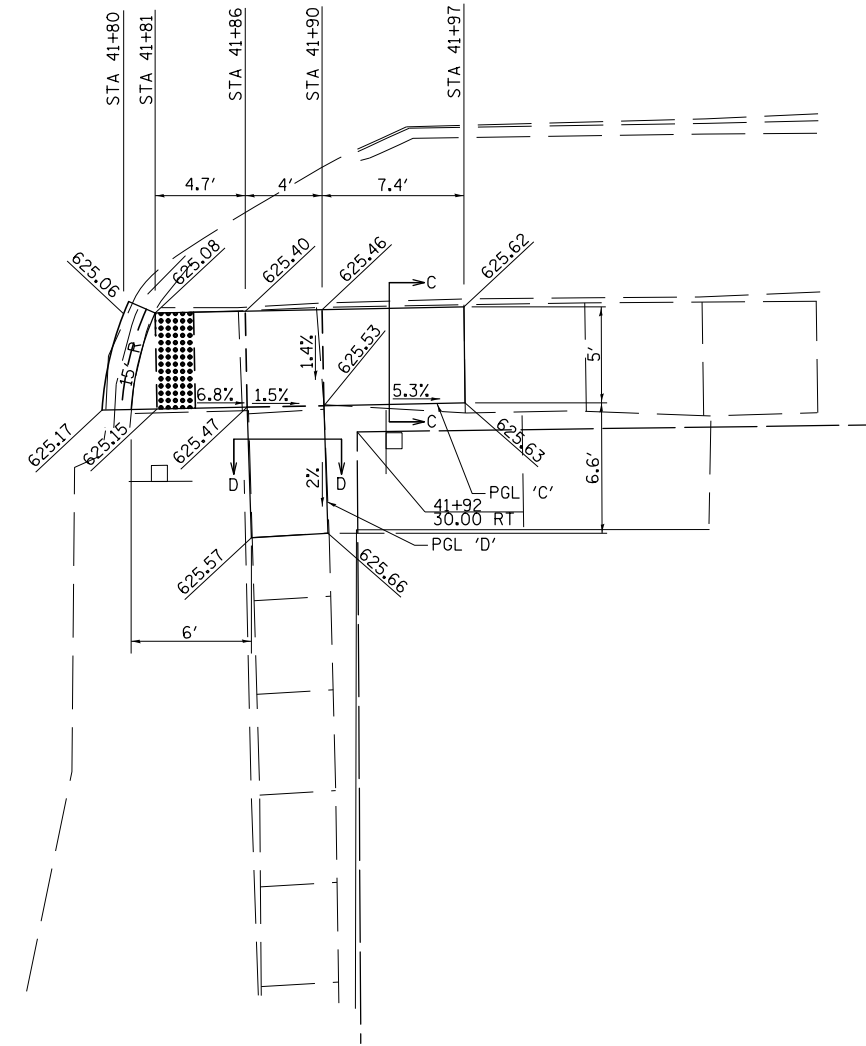 STA 41+80
STA 41+81
STA 41+86
STA 41+90
STA 41+97
4.7'
4'
7.4'
625.06
625.08
625.40
625.46
625.62
C
15' R
1.4%
625.53
5'
6.8%
1.5%
5.3%
C
625.17
625.15
625.47
625.63
D
2%
D
6.6'
PGL 'C'
41+92
30.00 RT
PGL 'D'
625.57
625.66
6'